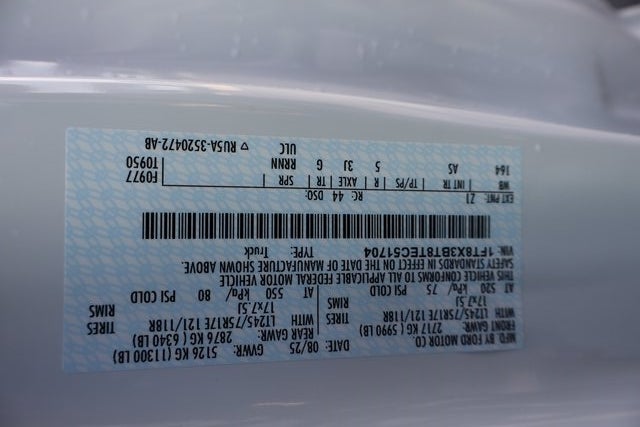 MFD. BY FORD MOTOR CO.
DATE: 08/25 GVWR: 5126 KG (11300 LB)
FRONT GAWR: REAR GAWR:
2717 KG (5990 LB) 2876 KG (6340 LB)
WITH TIRES WITH TIRES
LT245/75R17E 121/118R LT245/75R17E 121/118R
17x7.5J RIMS 17x7.5J RIMS
AT 520 kPa/ 75 PSI COLD AT 550 kPa/ 80 PSI COLD
THIS VEHICLE CONFORMS TO ALL APPLICABLE FEDERAL MOTOR VEHICLE
SAFETY STANDARDS IN EFFECT ON THE DATE OF MANUFACTURE SHOWN ABOVE.
VIN: 1FT8X3BT8TEC51704 TYPE: Truck
EXT PNT: Z1 RC: 44 DSO: F0977
T0950
WB INT TR TP/PS R AXLE TR SPR
164 AS 5 3J G RRNN
ULC
▽ RU5A-3520472-AB